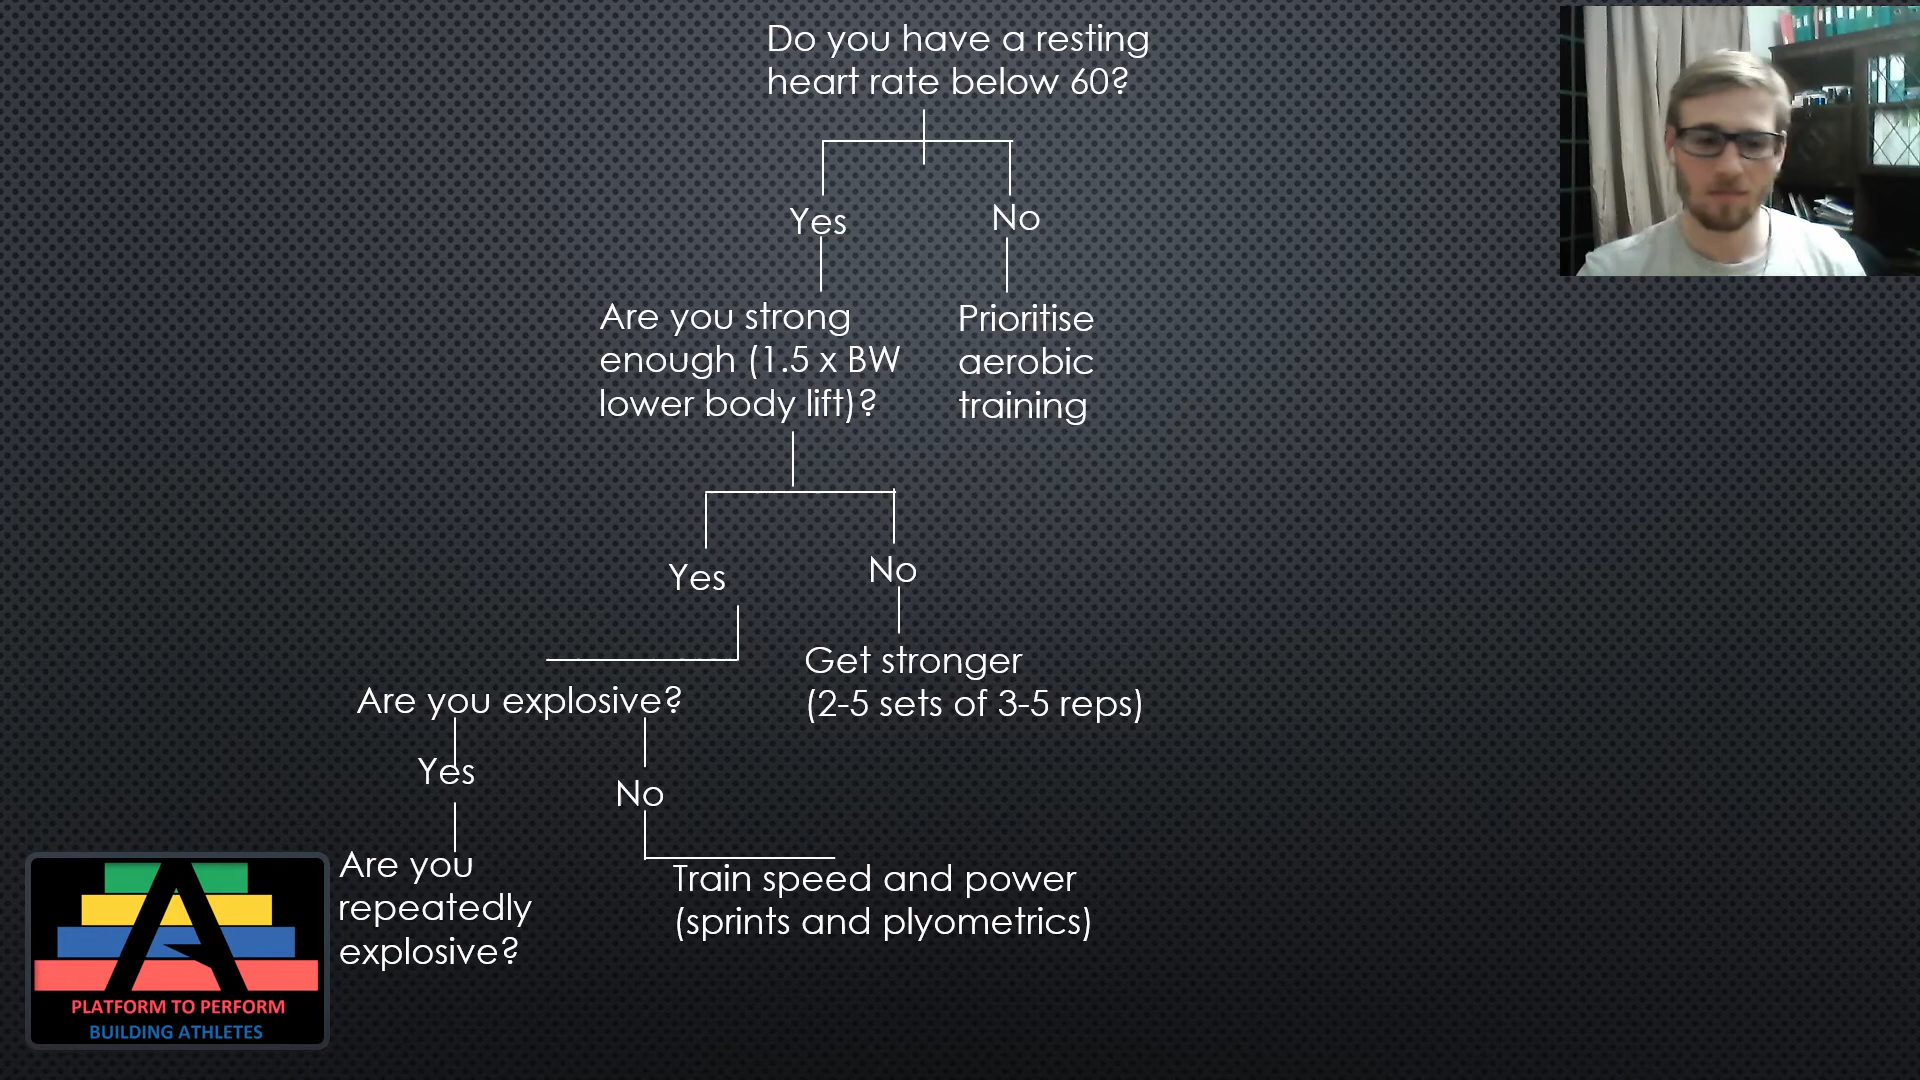 Do you have a resting
heart rate below 60?
Yes
No
Are you strong
enough (1.5 x BW
lower body lift)?
Prioritise
aerobic
training
Yes
No
Get stronger
(2-5 sets of 3-5 reps)
Are you explosive?
Yes
No
Are you
repeatedly
explosive?
Train speed and power
(sprints and plyometrics)
PLATFORM TO PERFORM
BUILDING ATHLETES